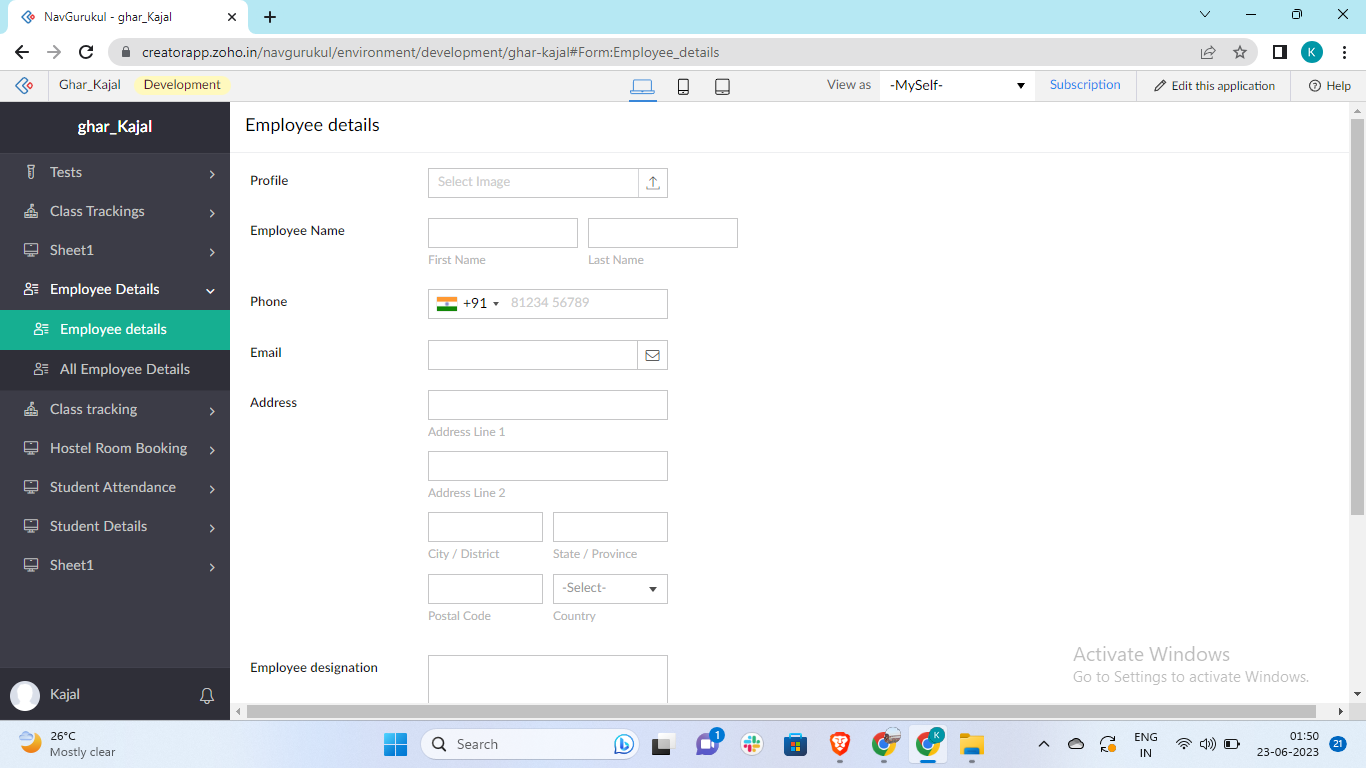 NavGurukul - ghar_Kajal
creatorapp.zoho.in/navgurukul/environment/development/ghar-kajal#Form:Employee_details
K
Ghar_Kajal
Development
View as
-MySelf-
Subscription
Edit this application
Help
ghar_Kajal
Tests
Class Trackings
Sheet1
Employee Details
Employee details
All Employee Details
Class tracking
Hostel Room Booking
Student Attendance
Student Details
Sheet1
Kajal
Employee details
Profile
Select Image
Employee Name
First Name
Last Name
Phone
+91
81234 56789
Email
Address
Address Line 1
Address Line 2
City / District
State / Province
-Select-
Postal Code
Country
Employee designation
Activate Windows
Go to Settings to activate Windows.
26°C
Mostly clear
Search
1
K
ENG
IN
01:50
23-06-2023
21